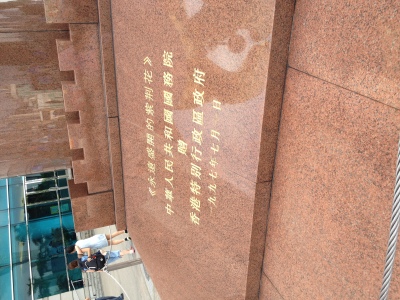 《永遠盛開的紫荊花》
中華人民共和國國務院
贈
香港特別行政區政府
一九九七年七月一日